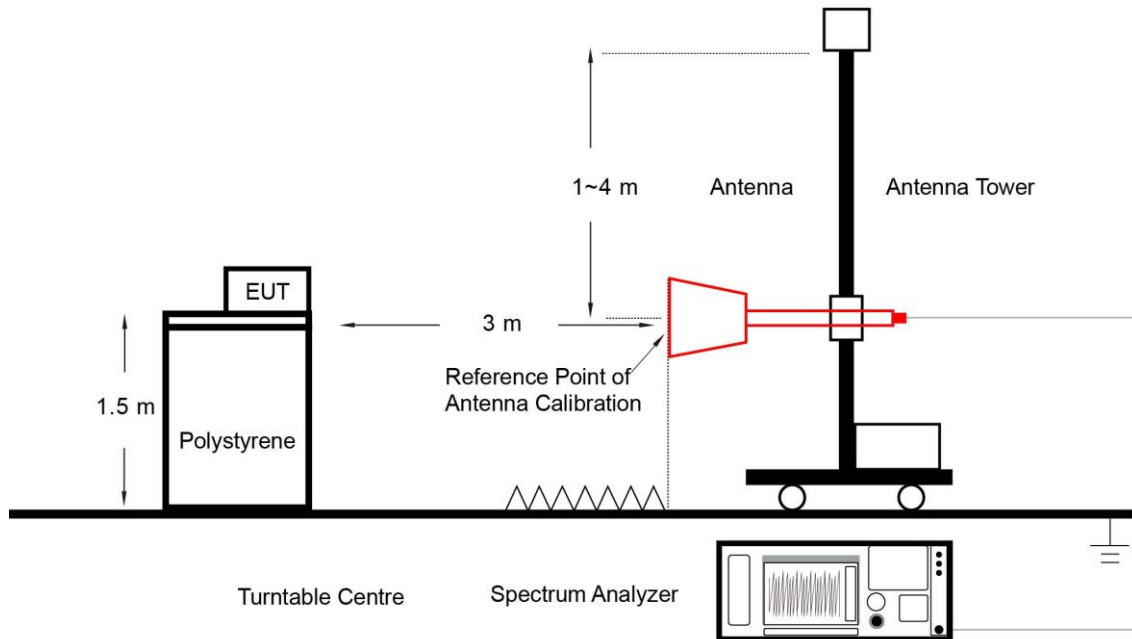 1~4 m
Antenna
Antenna Tower
EUT
3 m
Reference Point of
Antenna Calibration
1.5 m
Polystyrene
Turntable Centre
Spectrum Analyzer